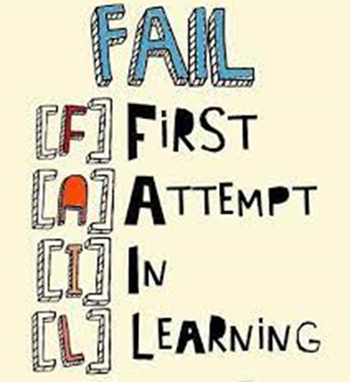 FAIL
[F] FiRST
[A] ATTEMPT
[I] IN
[L] LEARNiNG